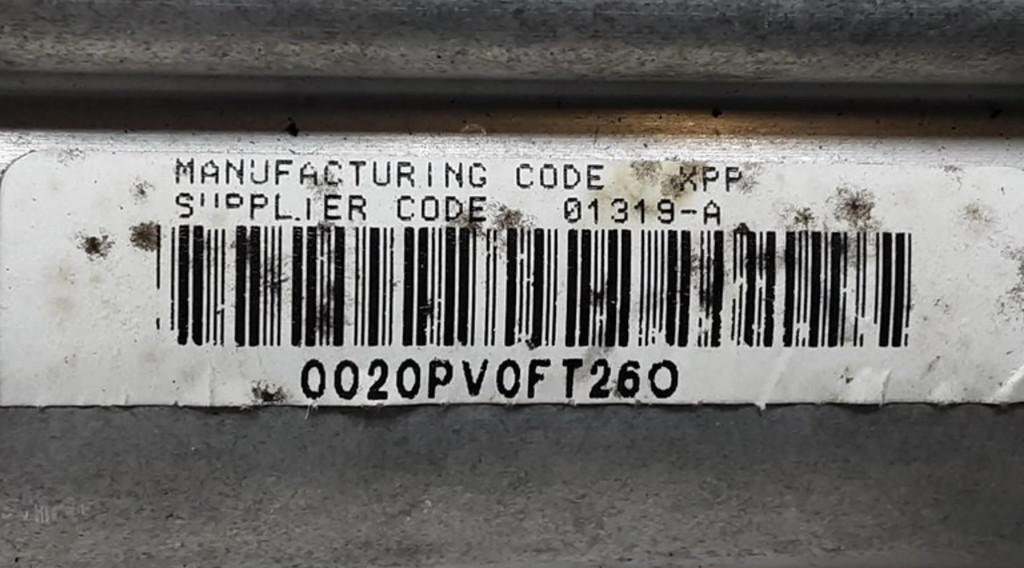 MANUFACTURING CODE XPP
SUPPLIER CODE 01319-A
0020PV0FT260